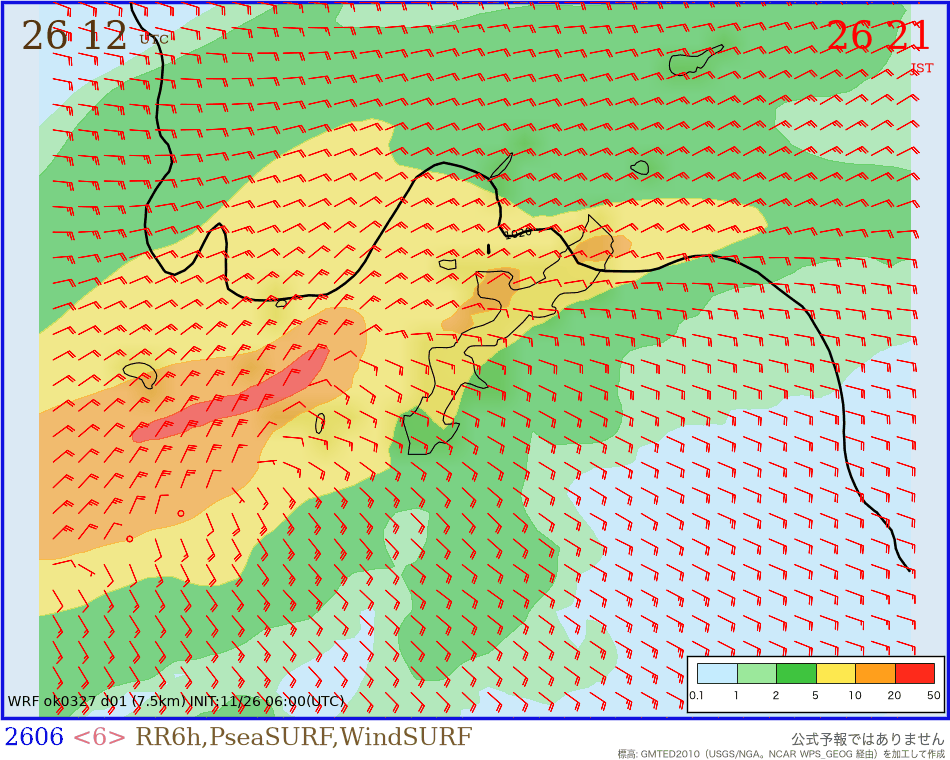 26 12 UTC
26 21 JST
1020
WRF ok0327 d01 (7.5km) INIT:11/26 06:00(UTC)
0.1 1 2 5 10 20 50
2606 <6> RR6h,PseaSURF,WindSURF
公式予報ではありません
標高: GMTED2010（USGS/NGA。NCAR WPS_GEOG 経由）を加工して作成